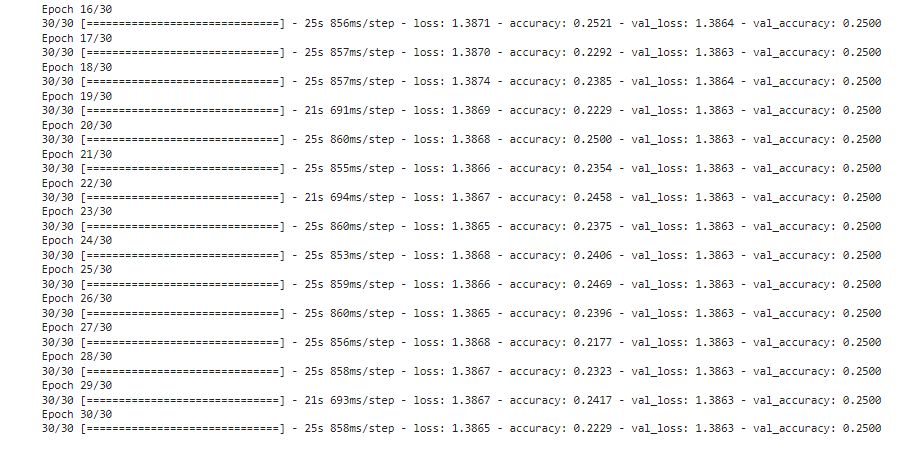 Epoch 16/30
30/30 [==============================] - 25s 856ms/step - loss: 1.3871 - accuracy: 0.2521 - val_loss: 1.3864 - val_accuracy: 0.2500
Epoch 17/30
30/30 [==============================] - 25s 857ms/step - loss: 1.3870 - accuracy: 0.2292 - val_loss: 1.3863 - val_accuracy: 0.2500
Epoch 18/30
30/30 [==============================] - 25s 857ms/step - loss: 1.3874 - accuracy: 0.2385 - val_loss: 1.3864 - val_accuracy: 0.2500
Epoch 19/30
30/30 [==============================] - 21s 691ms/step - loss: 1.3869 - accuracy: 0.2229 - val_loss: 1.3863 - val_accuracy: 0.2500
Epoch 20/30
30/30 [==============================] - 25s 860ms/step - loss: 1.3868 - accuracy: 0.2500 - val_loss: 1.3863 - val_accuracy: 0.2500
Epoch 21/30
30/30 [==============================] - 25s 855ms/step - loss: 1.3866 - accuracy: 0.2354 - val_loss: 1.3863 - val_accuracy: 0.2500
Epoch 22/30
30/30 [==============================] - 21s 694ms/step - loss: 1.3867 - accuracy: 0.2458 - val_loss: 1.3863 - val_accuracy: 0.2500
Epoch 23/30
30/30 [==============================] - 25s 860ms/step - loss: 1.3865 - accuracy: 0.2375 - val_loss: 1.3863 - val_accuracy: 0.2500
Epoch 24/30
30/30 [==============================] - 25s 853ms/step - loss: 1.3868 - accuracy: 0.2406 - val_loss: 1.3863 - val_accuracy: 0.2500
Epoch 25/30
30/30 [==============================] - 25s 859ms/step - loss: 1.3866 - accuracy: 0.2469 - val_loss: 1.3863 - val_accuracy: 0.2500
Epoch 26/30
30/30 [==============================] - 25s 860ms/step - loss: 1.3865 - accuracy: 0.2396 - val_loss: 1.3863 - val_accuracy: 0.2500
Epoch 27/30
30/30 [==============================] - 25s 856ms/step - loss: 1.3868 - accuracy: 0.2177 - val_loss: 1.3863 - val_accuracy: 0.2500
Epoch 28/30
30/30 [==============================] - 25s 858ms/step - loss: 1.3867 - accuracy: 0.2323 - val_loss: 1.3863 - val_accuracy: 0.2500
Epoch 29/30
30/30 [==============================] - 21s 693ms/step - loss: 1.3867 - accuracy: 0.2417 - val_loss: 1.3863 - val_accuracy: 0.2500
Epoch 30/30
30/30 [==============================] - 25s 858ms/step - loss: 1.3865 - accuracy: 0.2229 - val_loss: 1.3863 - val_accuracy: 0.2500